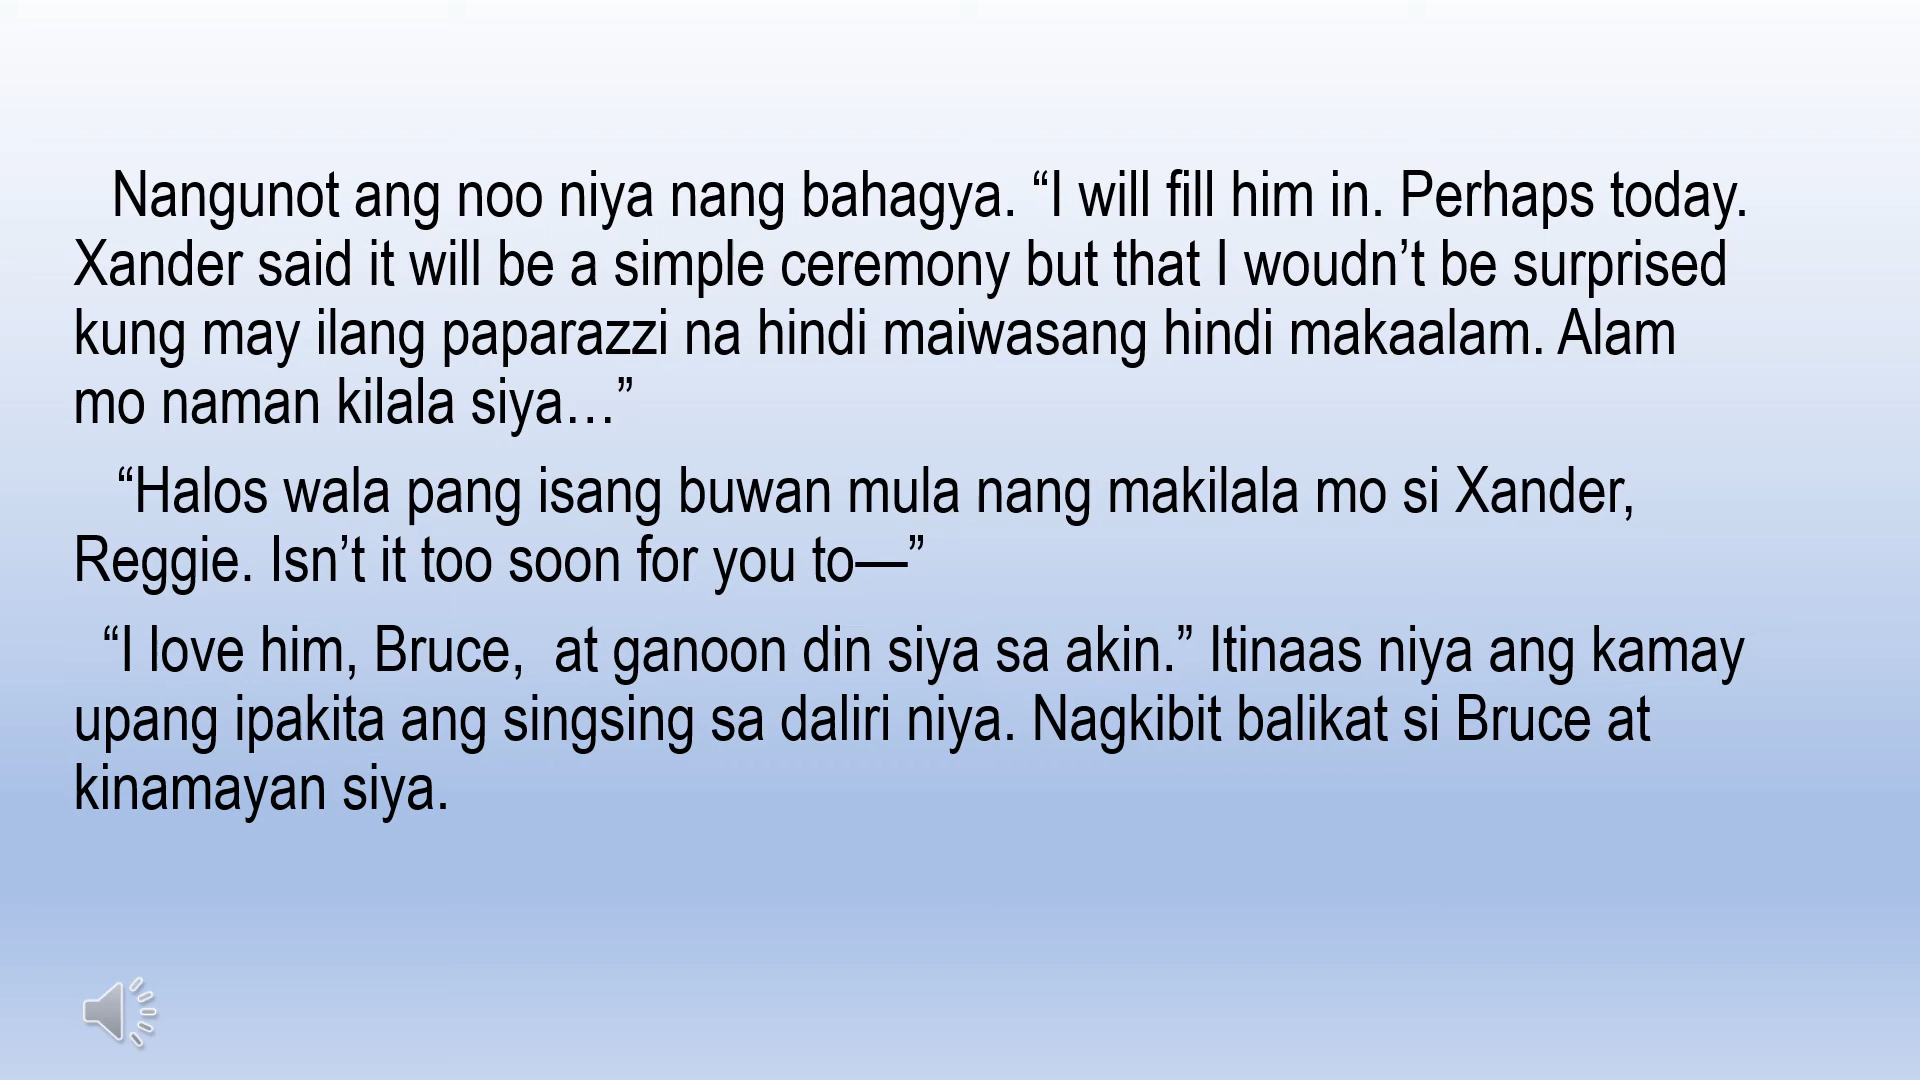 Nangunot ang noo niya nang bahagya. “I will fill him in. Perhaps today.
Xander said it will be a simple ceremony but that I woudn’t be surprised
kung may ilang paparazzi na hindi maiwasang hindi makaalam. Alam
mo naman kilala siya…”
“Halos wala pang isang buwan mula nang makilala mo si Xander,
Reggie. Isn’t it too soon for you to—”
“I love him, Bruce,  at ganoon din siya sa akin.” Itinaas niya ang kamay
upang ipakita ang singsing sa daliri niya. Nagkibit balikat si Bruce at
kinamayan siya.